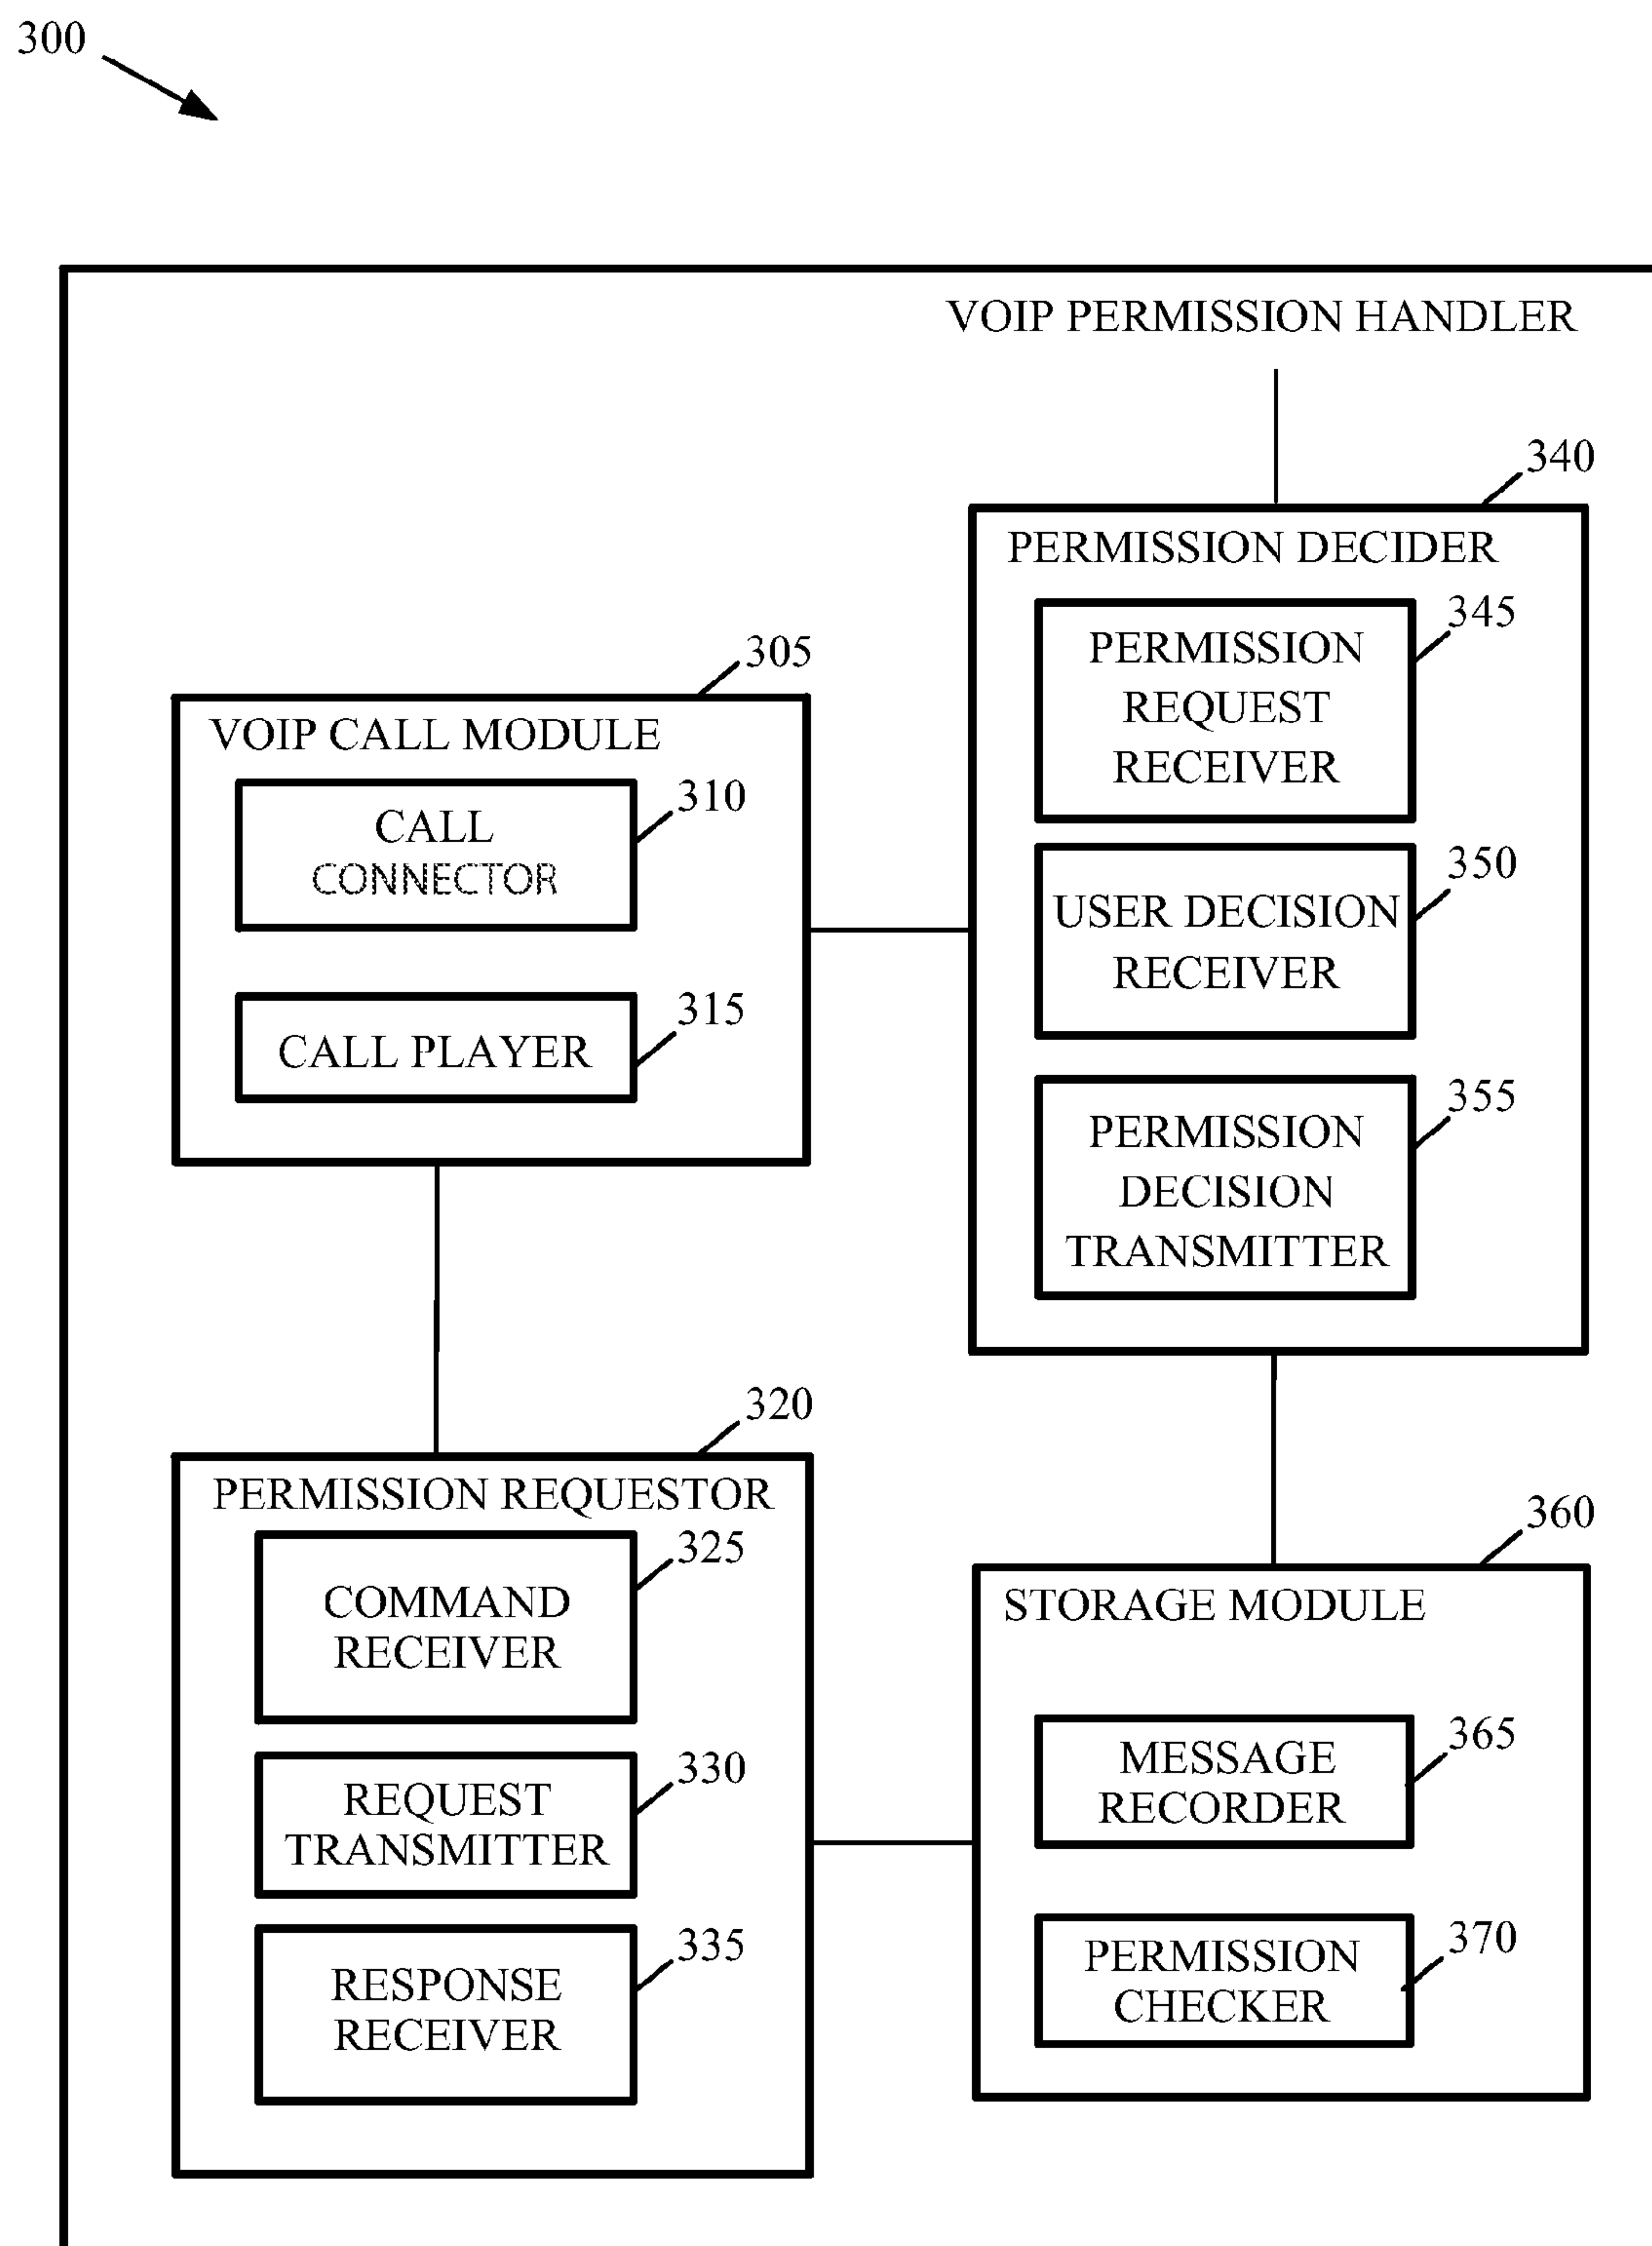 300
VOIP PERMISSION HANDLER
340
PERMISSION DECIDER
345
PERMISSION
REQUEST
RECEIVER
350
USER DECISION
RECEIVER
355
PERMISSION
DECISION
TRANSMITTER
305
VOIP CALL MODULE
310
CALL
CONNECTOR
315
CALL PLAYER
320
PERMISSION REQUESTOR
325
COMMAND
RECEIVER
330
REQUEST
TRANSMITTER
335
RESPONSE
RECEIVER
360
STORAGE MODULE
365
MESSAGE
RECORDER
370
PERMISSION
CHECKER